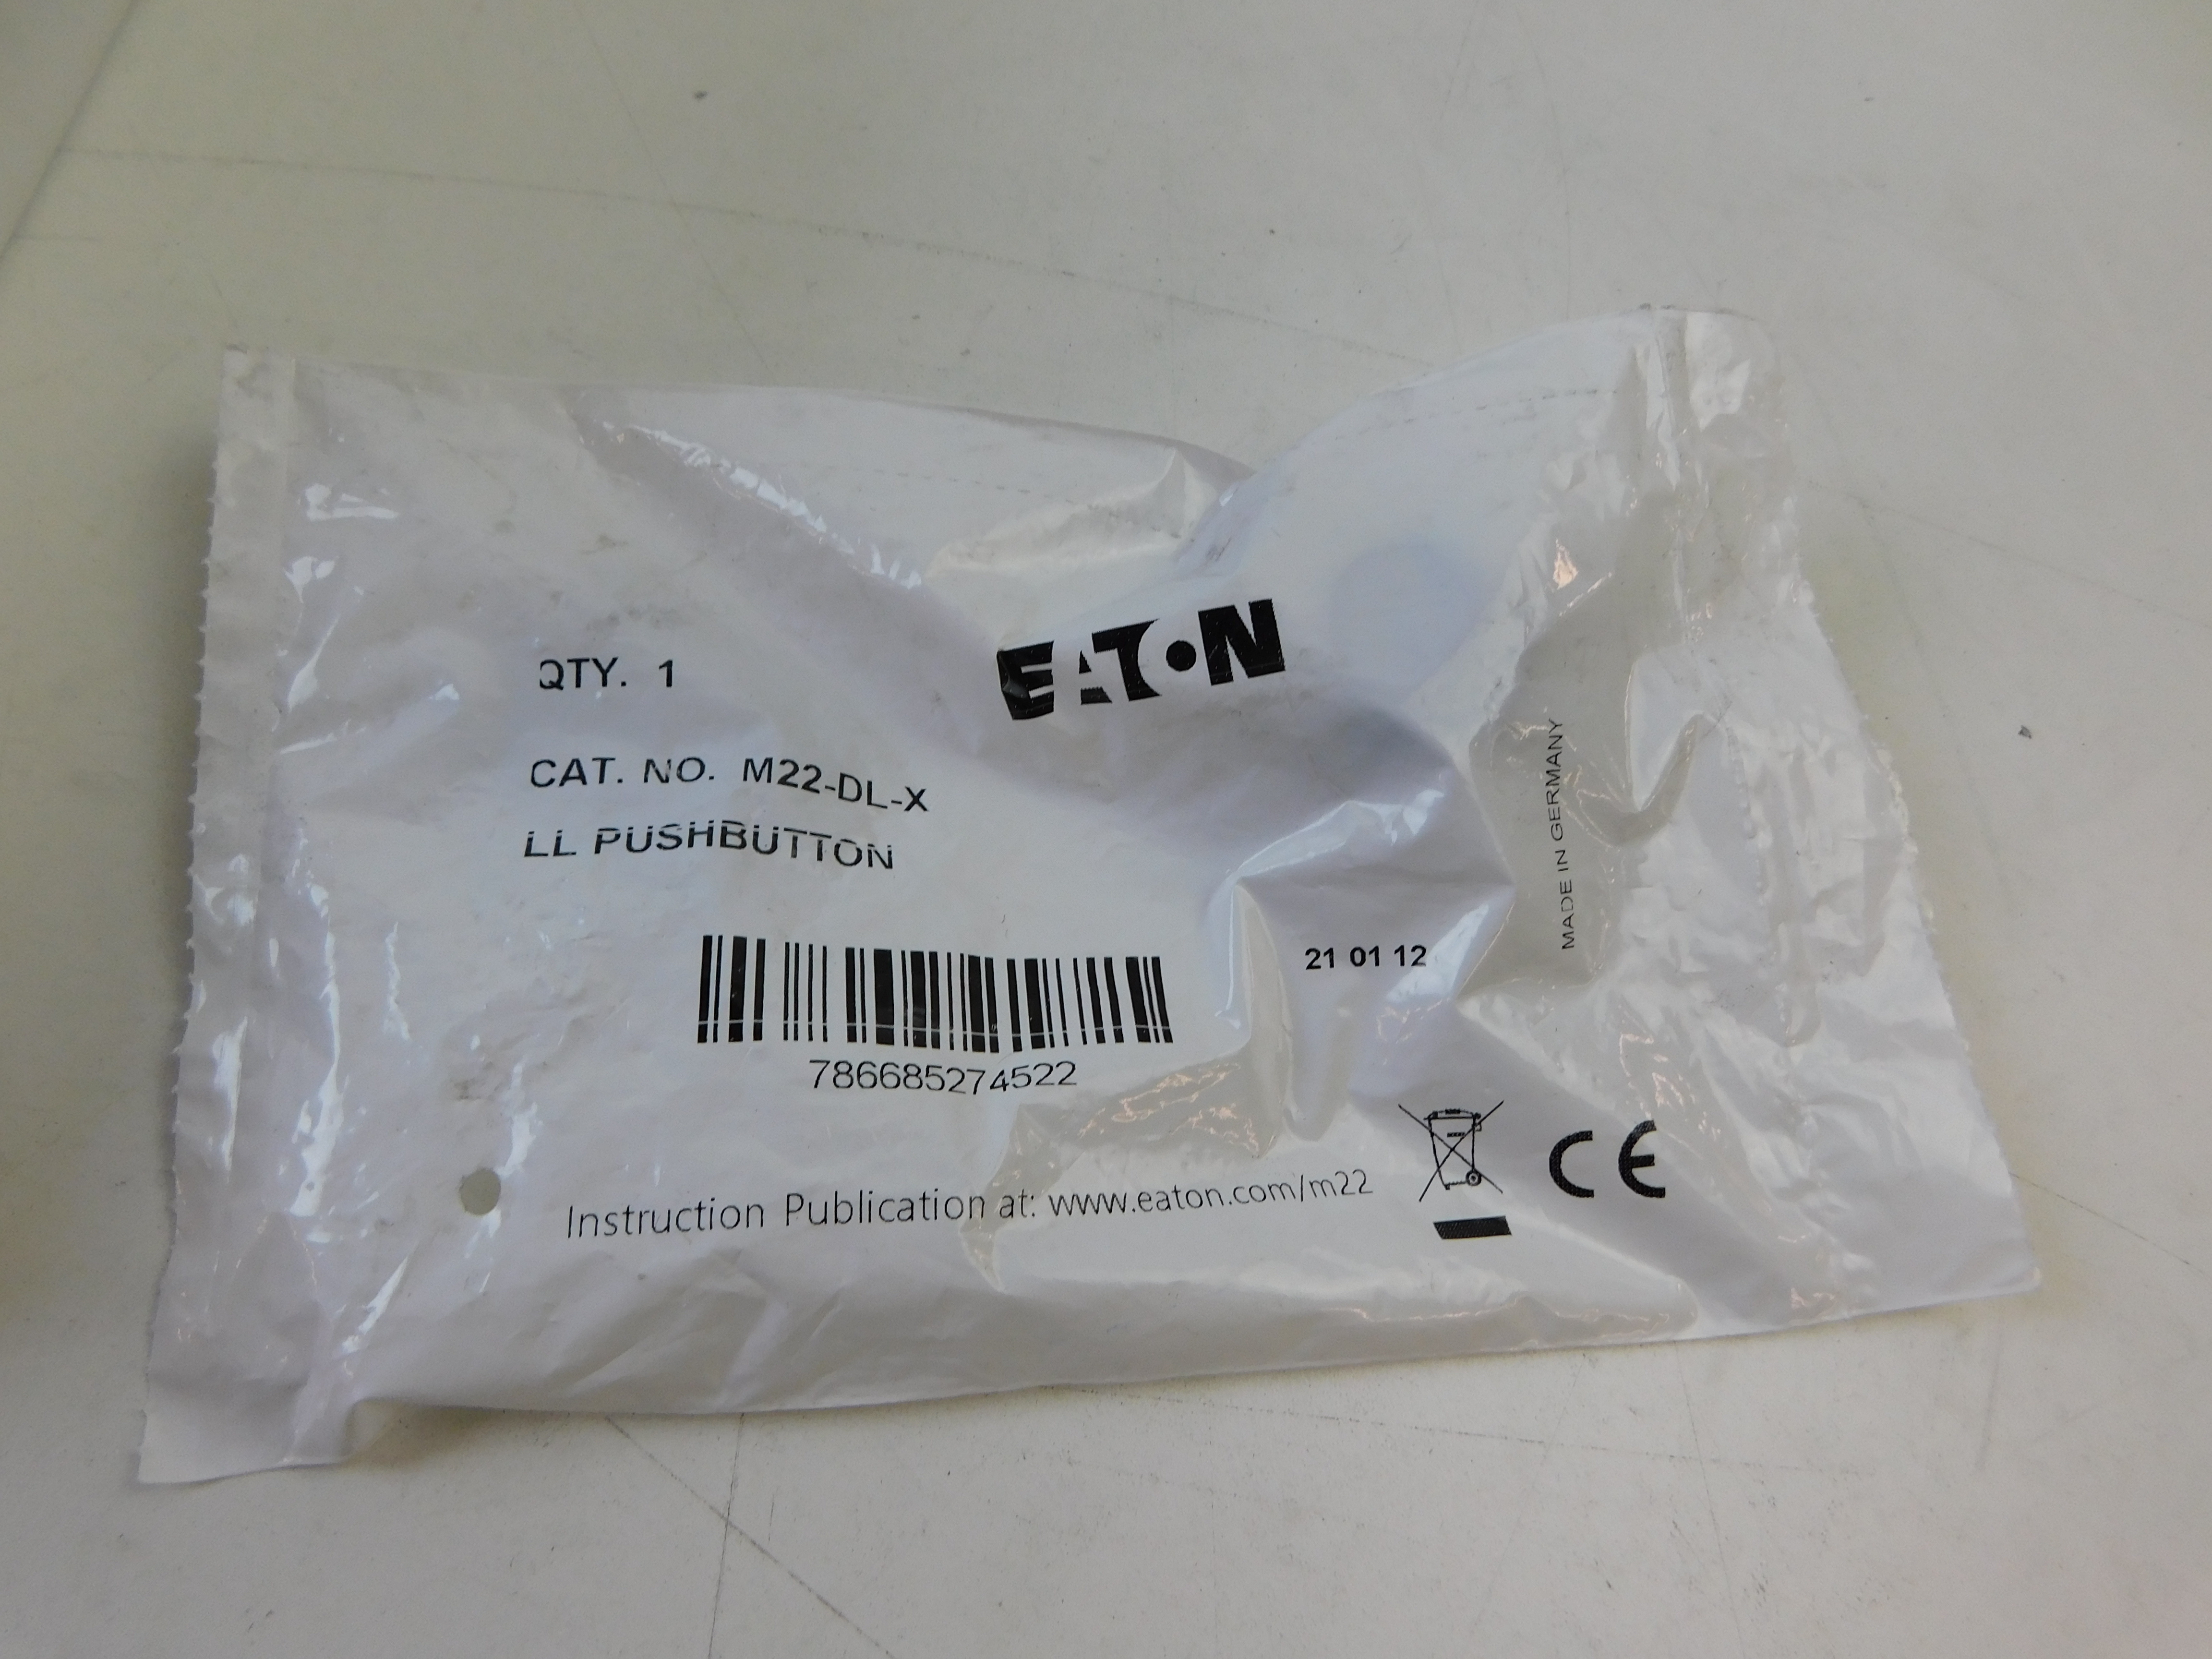 EATON
QTY. 1
CAT. NO. M22-DL-X
LL PUSHBUTTON
MADE IN GERMANY
21 01 12
786685274522
Instruction Publication at: www.eaton.com/m22
CE